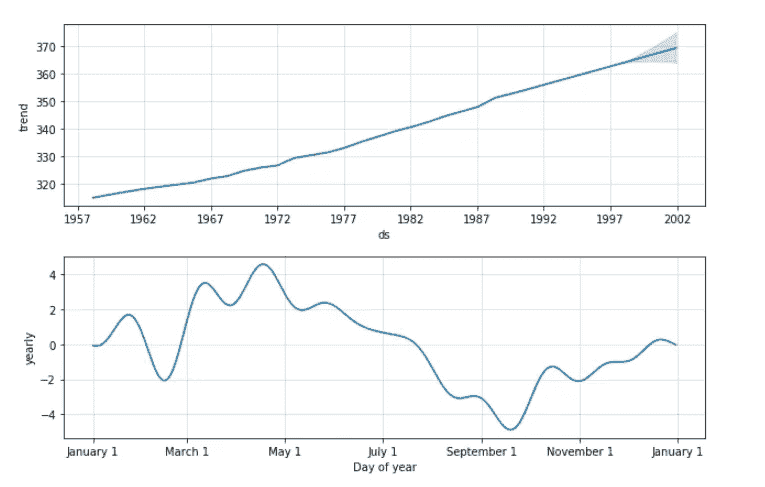 370
360
350
340
330
320
trend
1957 1962 1967 1972 1977 1982 1987 1992 1997 2002
ds
4
2
0
−2
−4
yearly
January 1 March 1 May 1 July 1 September 1 November 1 January 1
Day of year